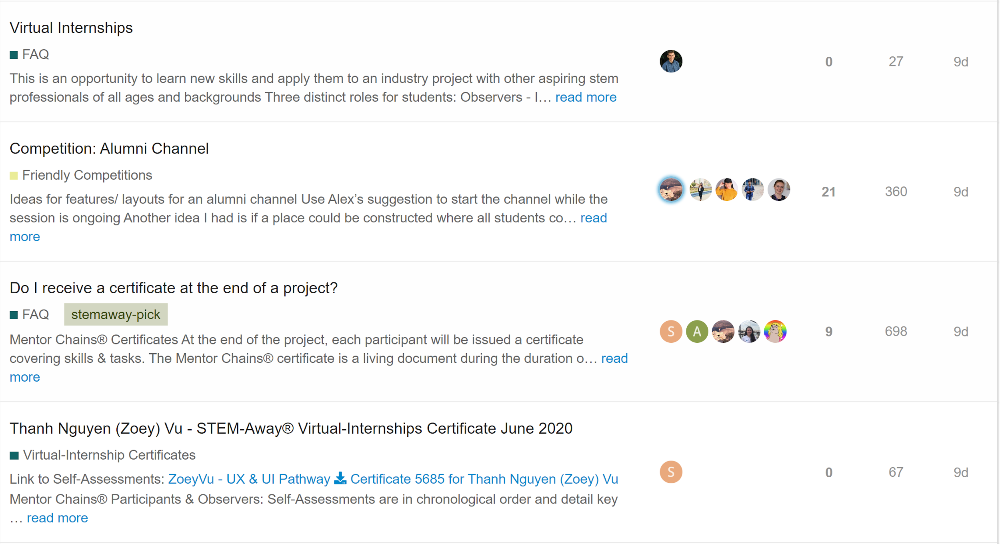 Virtual Internships
FAQ
This is an opportunity to learn new skills and apply them to an industry project with other aspiring stem
professionals of all ages and backgrounds Three distinct roles for students: Observers - I… read more
0 27 9d
Competition: Alumni Channel
Friendly Competitions
Ideas for features/ layouts for an alumni channel Use Alex’s suggestion to start the channel while the
session is ongoing Another idea I had is if a place could be constructed where all students co… read
more
21 360 9d
Do I receive a certificate at the end of a project?
FAQ stemaway-pick
Mentor Chains® Certificates At the end of the project, each participant will be issued a certificate
covering skills & tasks. The Mentor Chains® certificate is a living document during the duration o… read
more
S A 9 698 9d
Thanh Nguyen (Zoey) Vu - STEM-Away® Virtual-Internships Certificate June 2020
Virtual-Internship Certificates
Link to Self-Assessments: ZoeyVu - UX & UI Pathway Certificate 5685 for Thanh Nguyen (Zoey) Vu
Mentor Chains® Participants & Observers: Self-Assessments are in chronological order and detail key
… read more
S 0 67 9d